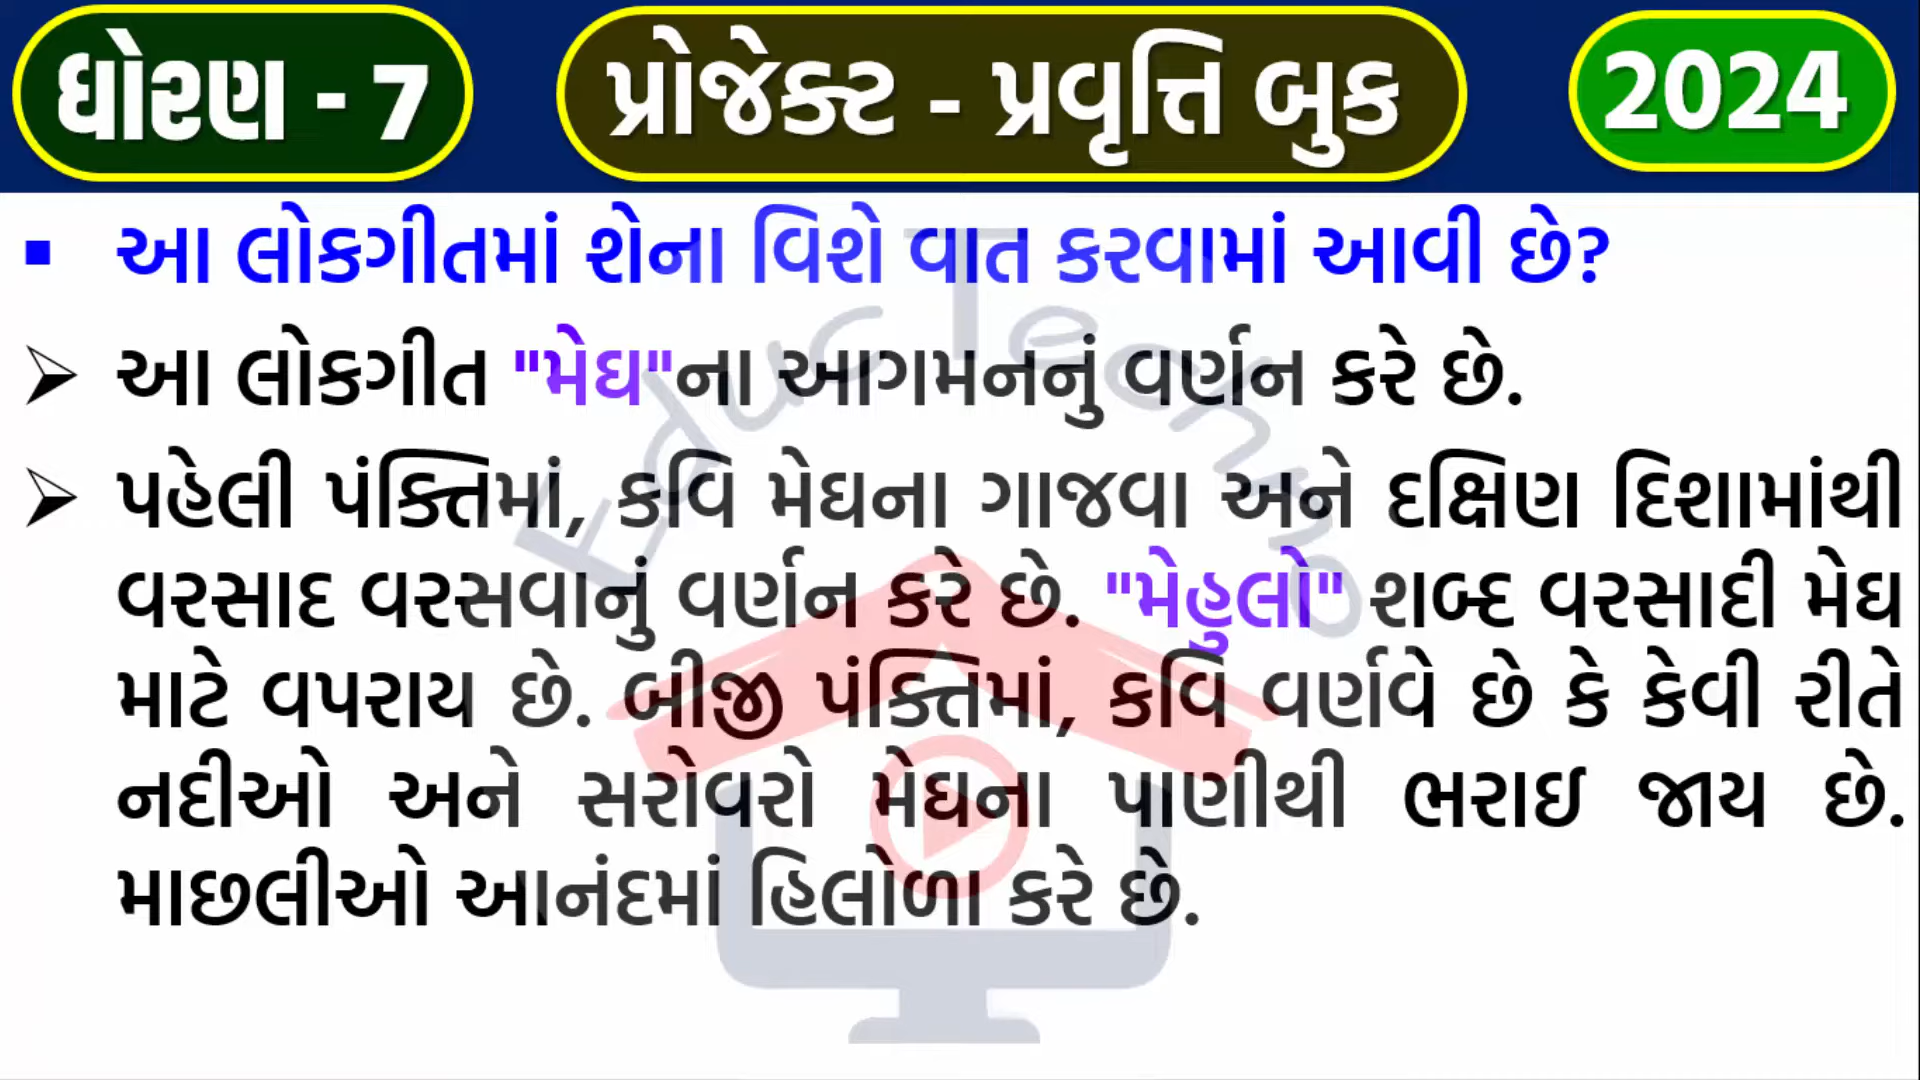 ધોરણ - 7
પ્રોજેક્ટ - પ્રવૃત્તિ બુક
2024
▪ આ લોકગીતમાં શેના વિશે વાત કરવામાં આવી છે?
➢ આ લોકગીત "મેઘ"ના આગમનનું વર્ણન કરે છે.
➢ પહેલી પંક્તિમાં, કવિ મેઘના ગાજવા અને દક્ષિણ દિશામાંથી
વરસાદ વરસવાનું વર્ણન કરે છે. "મેહુલો" શબ્દ વરસાદી મેઘ
માટે વપરાય છે. બીજી પંક્તિમાં, કવિ વર્ણવે છે કે કેવી રીતે
નદીઓ અને સરોવરો મેઘના પાણીથી ભરાઇ જાય છે.
માછલીઓ આનંદમાં હિલોળા કરે છે.
Educ Techno